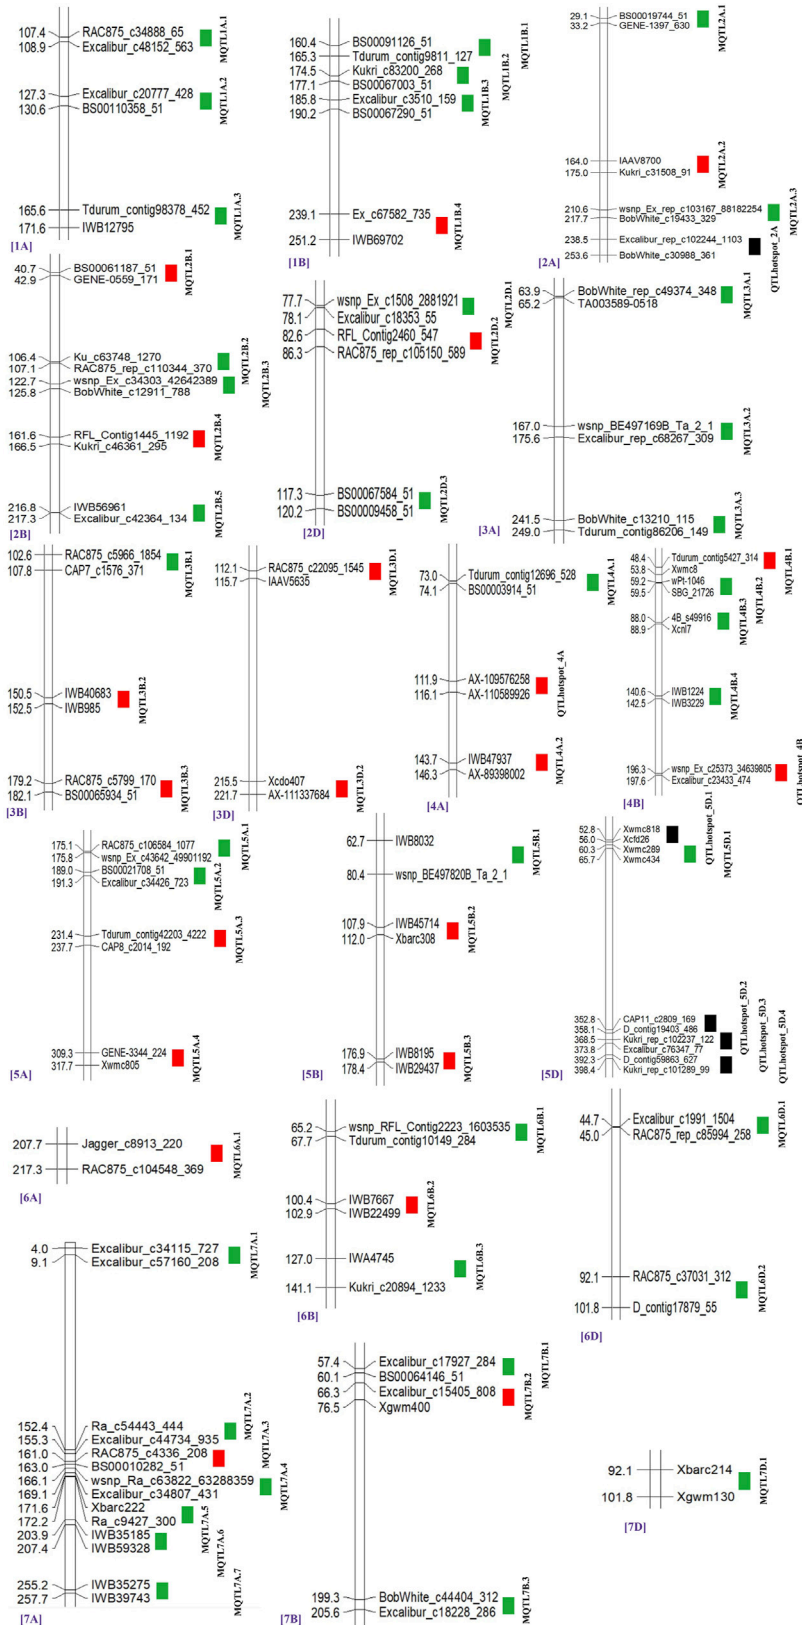 107.4 RAC875_c34888_65
108.9 Excalibur_c48152_563
MQTL1A.1
127.3 Excalibur_c20777_428
130.6 BS00110358_51
MQTL1A.2
165.6 Tdurum_contig98378_452
171.6 IWB12795
MQTL1A.3
[1A]
160.4 BS00091126_51
165.3 Tdurum_contig9811_127
MQTL1B.1
174.5 Kukri_c83200_268
177.1 BS00067003_51
MQTL1B.2
185.8 Excalibur_c3510_159
190.2 BS00067290_51
MQTL1B.3
239.1 Ex_c67582_735
251.2 IWB69702
MQTL1B.4
[1B]
29.1 BS00019744_51
33.2 GENE-1397_630
MQTL2A.1
164.0 IAAV8700
175.0 Kukri_c31508_91
MQTL2A.2
210.6 wsnp_Ex_rep_c103167_88182254
217.7 BobWhite_c19433_329
MQTL2A.3
238.5 Excalibur_rep_c102244_1103
253.6 BobWhite_c30988_361
QTLhotspot_2A
[2A]
40.7 BS00061187_51
42.9 GENE-0559_171
MQTL2B.1
106.4 Ku_c63748_1270
107.1 RAC875_rep_c110344_370
MQTL2B.2
122.7 wsnp_Ex_c34303_42642389
125.8 BobWhite_c12911_788
MQTL2B.3
161.6 RFL_Contig1445_1192
166.5 Kukri_c46361_295
MQTL2B.4
216.8 IWB56961
217.3 Excalibur_c42364_134
MQTL2B.5
[2B]
77.7 wsnp_Ex_c1508_2881921
78.1 Excalibur_c18353_55
MQTL2D.1
82.6 RFL_Contig2460_547
86.3 RAC875_rep_c105150_589
MQTL2D.2
117.3 BS00067584_51
120.2 BS00009458_51
MQTL2D.3
[2D]
63.9 BobWhite_rep_c49374_348
65.2 TA003589-0518
MQTL3A.1
167.0 wsnp_BE497169B_Ta_2_1
175.6 Excalibur_rep_c68267_309
MQTL3A.2
241.5 BobWhite_c13210_115
249.0 Tdurum_contig86206_149
MQTL3A.3
[3A]
102.6 RAC875_c5966_1854
107.8 CAP7_c1576_371
MQTL3B.1
150.5 IWB40683
152.5 IWB985
MQTL3B.2
179.2 RAC875_c5799_170
182.1 BS00065934_51
MQTL3B.3
[3B]
112.1 RAC875_c22095_1545
115.7 IAAV5635
MQTL3D.1
215.5 Xcdo407
221.7 AX-111337684
MQTL3D.2
[3D]
73.0 Tdurum_contig12696_528
74.1 BS00003914_51
MQTL4A.1
111.9 AX-109576258
116.1 AX-110589926
QTLhotspot_4A
143.7 IWB47937
146.3 AX-89398002
MQTL4A.2
[4A]
48.4 Tdurum_contig5427_314
53.8 Xwmc8
MQTL4B.1
59.2 wPt-1046
59.5 SBG_21726
MQTL4B.2
88.0 4B_s49916
88.9 Xcnl7
MQTL4B.3
140.6 IWB1224
142.5 IWB3229
MQTL4B.4
196.3 wsnp_Ex_c25373_34639805
197.6 Excalibur_c23433_474
QTLhotspot_4B
[4B]
175.1 RAC875_c106584_1077
175.8 wsnp_Ex_c43642_49901192
MQTL5A.1
189.0 BS00021708_51
191.3 Excalibur_c34426_723
MQTL5A.2
231.4 Tdurum_contig42203_4222
237.7 CAP8_c2014_192
MQTL5A.3
309.3 GENE-3344_224
317.7 Xwmc805
MQTL5A.4
[5A]
62.7 IWB8032
80.4 wsnp_BE497820B_Ta_2_1
MQTL5B.1
107.9 IWB45714
112.0 Xbarc308
MQTL5B.2
176.9 IWB8195
178.4 IWB29437
MQTL5B.3
[5B]
52.8 Xwmc818
56.0 Xcfd26
QTLhotspot_5D.1
60.3 Xwmc289
65.7 Xwmc434
MQTL5D.1
352.8 CAP11_c2809_169
358.1 D_contig19403_486
QTLhotspot_5D.2
368.5 Kukri_rep_c102237_122
373.8 Excalibur_c76347_77
QTLhotspot_5D.3
392.3 D_contig59863_627
398.4 Kukri_rep_c101289_99
QTLhotspot_5D.4
[5D]
207.7 Jagger_c8913_220
217.3 RAC875_c104548_369
MQTL6A.1
[6A]
65.2 wsnp_RFL_Contig2223_1603535
67.7 Tdurum_contig10149_284
MQTL6B.1
100.4 IWB7667
102.9 IWB22499
MQTL6B.2
127.0 IWA4745
141.1 Kukri_c20894_1233
MQTL6B.3
[6B]
44.7 Excalibur_c1991_1504
45.0 RAC875_rep_c85994_258
MQTL6D.1
92.1 RAC875_c37031_312
101.8 D_contig17879_55
MQTL6D.2
[6D]
4.0 Excalibur_c34115_727
9.1 Excalibur_c57160_208
MQTL7A.1
152.4 Ra_c54443_444
155.3 Excalibur_c44734_935
MQTL7A.2
161.0 RAC875_c4336_208
163.0 BS00010282_51
MQTL7A.3
166.1 wsnp_Ra_c63822_63288359
169.1 Excalibur_c34807_431
MQTL7A.4
171.6 Xbarc222
172.2 Ra_c9427_300
MQTL7A.5
203.9 IWB35185
207.4 IWB59328
MQTL7A.6
255.2 IWB35275
257.7 IWB39743
MQTL7A.7
[7A]
57.4 Excalibur_c17927_284
60.1 BS00064146_51
MQTL7B.1
66.3 Excalibur_c15405_808
76.5 Xgwm400
MQTL7B.2
199.3 BobWhite_c44404_312
205.6 Excalibur_c18228_286
MQTL7B.3
[7B]
92.1 Xbarc214
101.8 Xgwm130
MQTL7D.1
[7D]